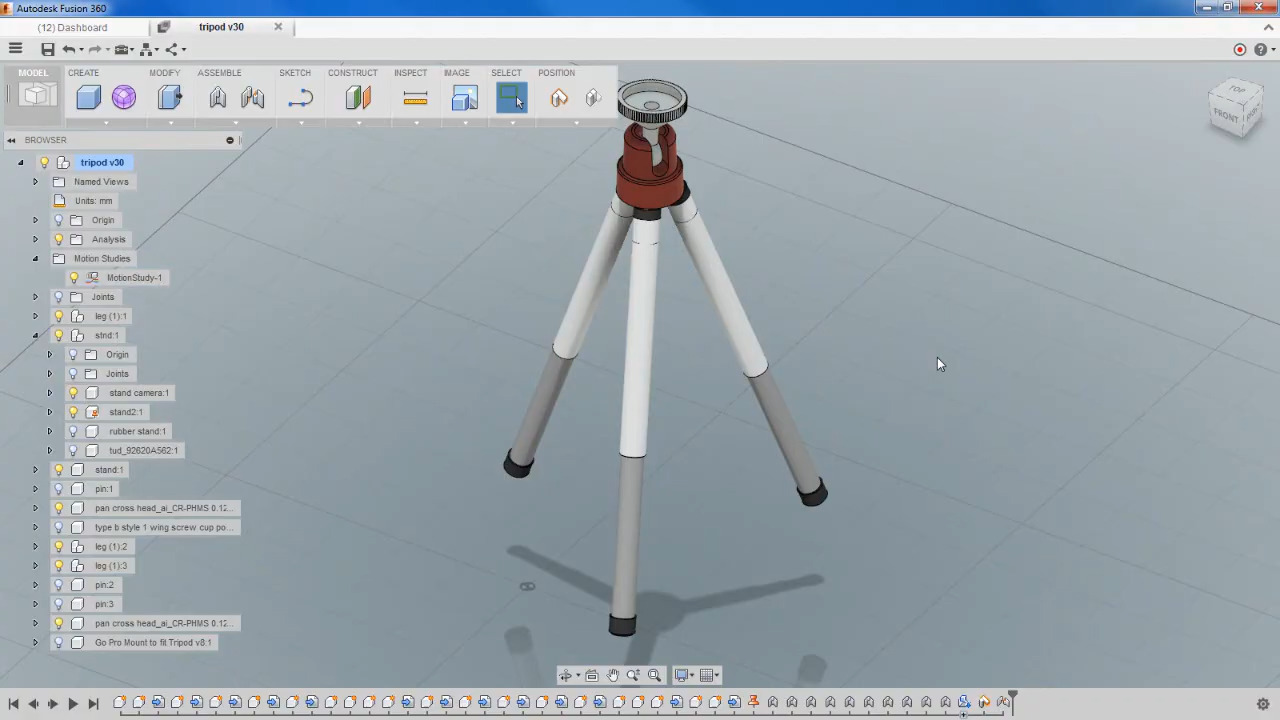 Autodesk Fusion 360
(12) Dashboard
tripod v30
MODEL
CREATE
MODIFY
ASSEMBLE
SKETCH
CONSTRUCT
INSPECT
IMAGE
SELECT
POSITION
TOP
FRONT
BROWSER
tripod v30
Named Views
Units: mm
Origin
Analysis
Motion Studies
MotionStudy-1
Joints
leg (1):1
stnd:1
Origin
Joints
stand camera:1
stand2:1
rubber stand:1
tud_92620A562:1
stand:1
pin:1
pan cross head_ai_CR-PHMS 0.12...
type b style 1 wing screw cup po...
leg (1):2
leg (1):3
pin:2
pin:3
pan cross head_ai_CR-PHMS 0.12...
Go Pro Mount to fit Tripod v8:1